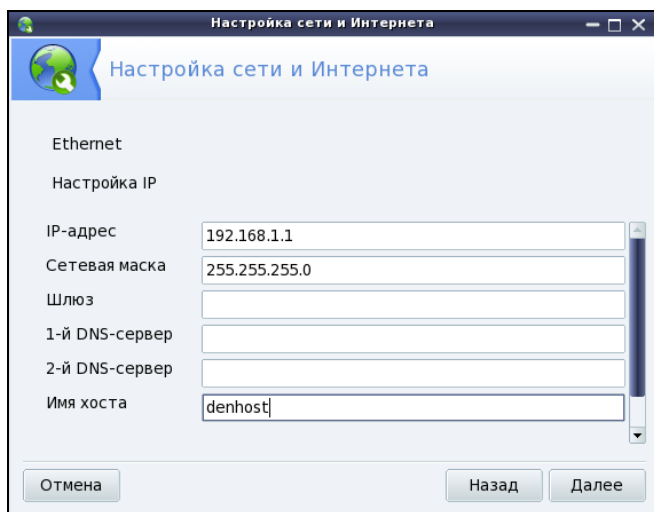 Настройка сети и Интернета
Настройка сети и Интернета
Ethernet
Настройка IP
IP-адрес 192.168.1.1
Сетевая маска 255.255.255.0
Шлюз
1-й DNS-сервер
2-й DNS-сервер
Имя хоста denhost
Отмена Назад Далее